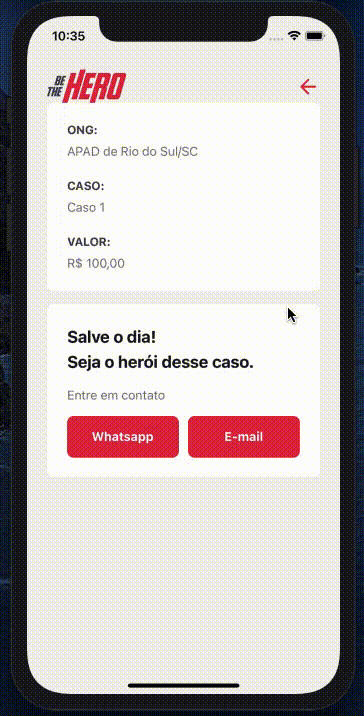 10:35
BE
THE HERO
ONG:
APAD de Rio do Sul/SC
CASO:
Caso 1
VALOR:
R$ 100,00
Salve o dia!
Seja o herói desse caso.
Entre em contato
Whatsapp E-mail